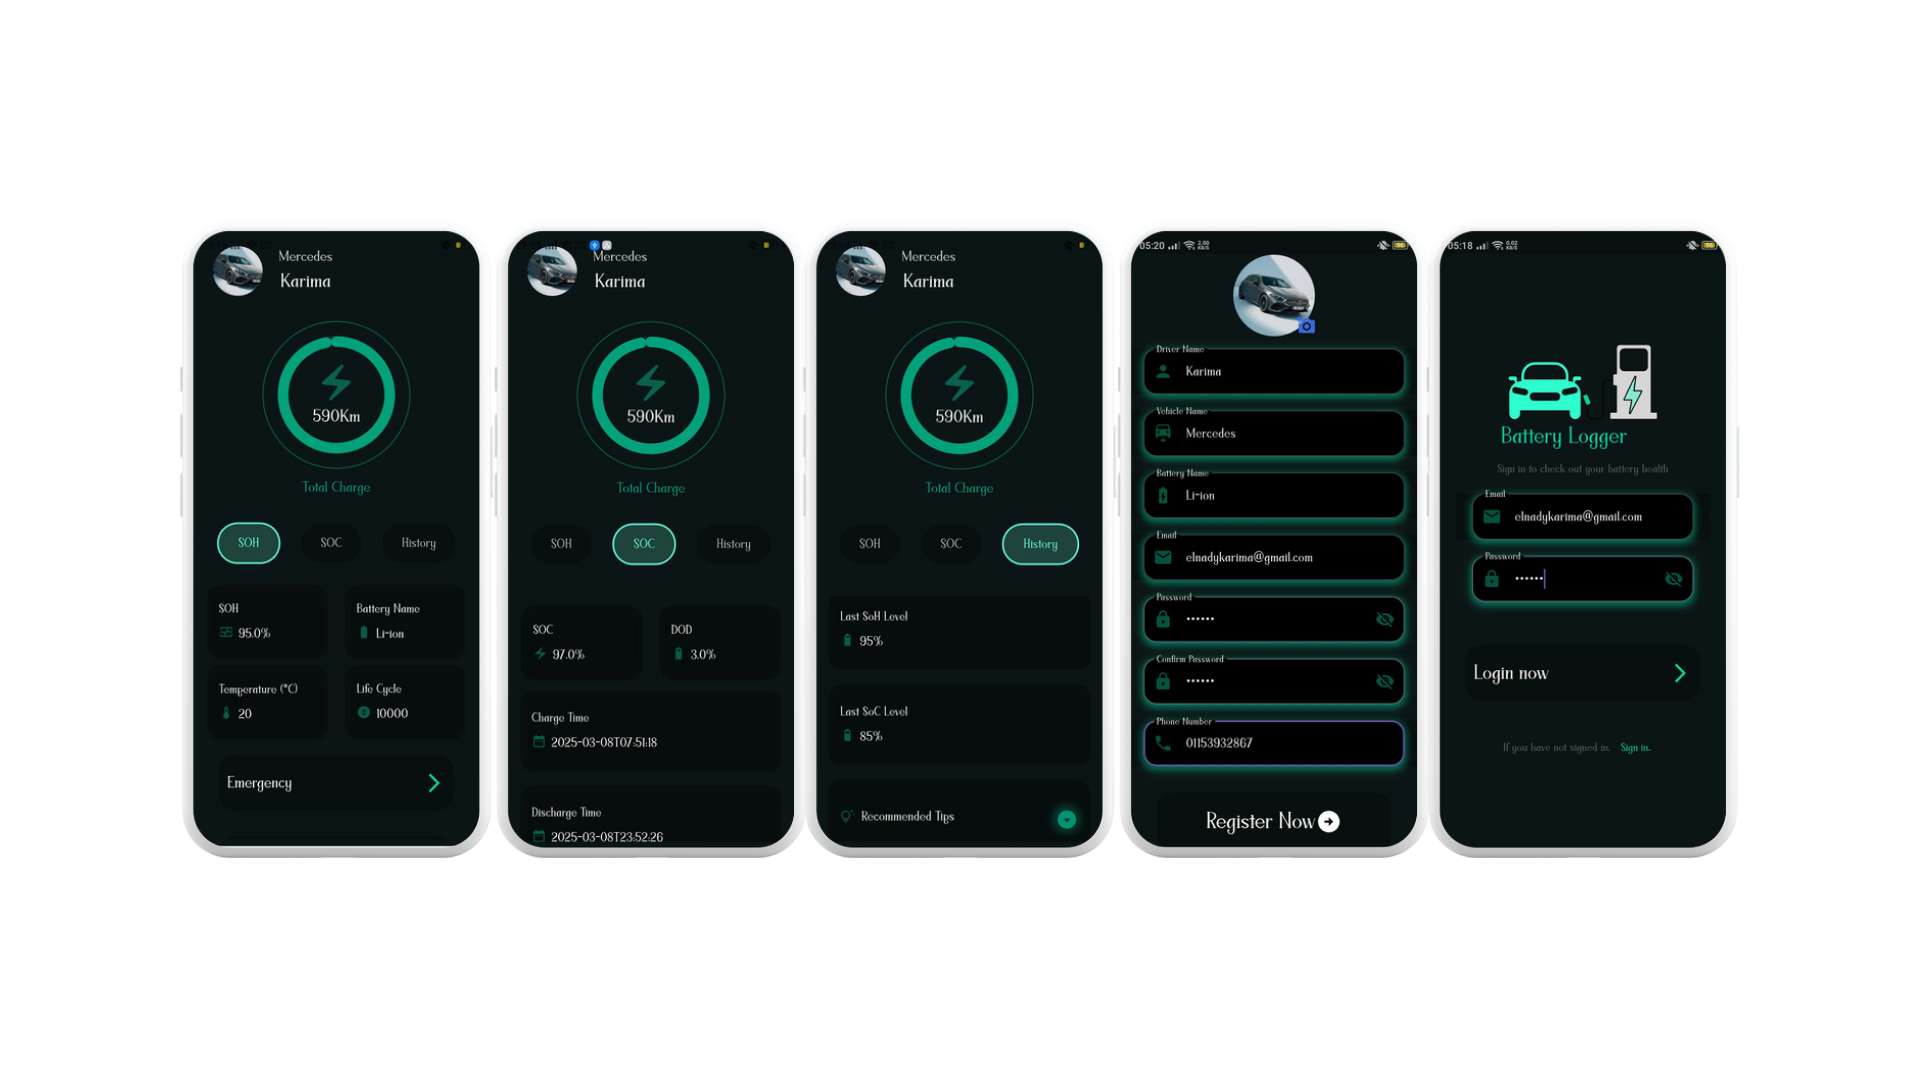 Mercedes
Karima
590Km
Total Charge
SOH
SOC
History
SOH
95.0%
Battery Name
Li-ion
Temperature (°C)
20
Life Cycle
10000
Emergency
Mercedes
Karima
590Km
Total Charge
SOH
SOC
History
SOC
97.0%
DOD
3.0%
Charge Time
2025-03-08T07:51:18
Discharge Time
2025-03-08T23:52:26
Mercedes
Karima
590Km
Total Charge
SOH
SOC
History
Last SoH Level
95%
Last SoC Level
85%
Recommended Tips
05:20
Driver Name
Karima
Vehicle Name
Mercedes
Battery Name
Li-ion
Email
elnadykarima@gmail.com
Password
••••••
Confirm Password
••••••
Phone Number
01153932867
Register Now
05:18
Battery Logger
Sign in to check out your battery health
Email
elnadykarima@gmail.com
Password
••••••
Login now
If you have not signed in, Sign in..